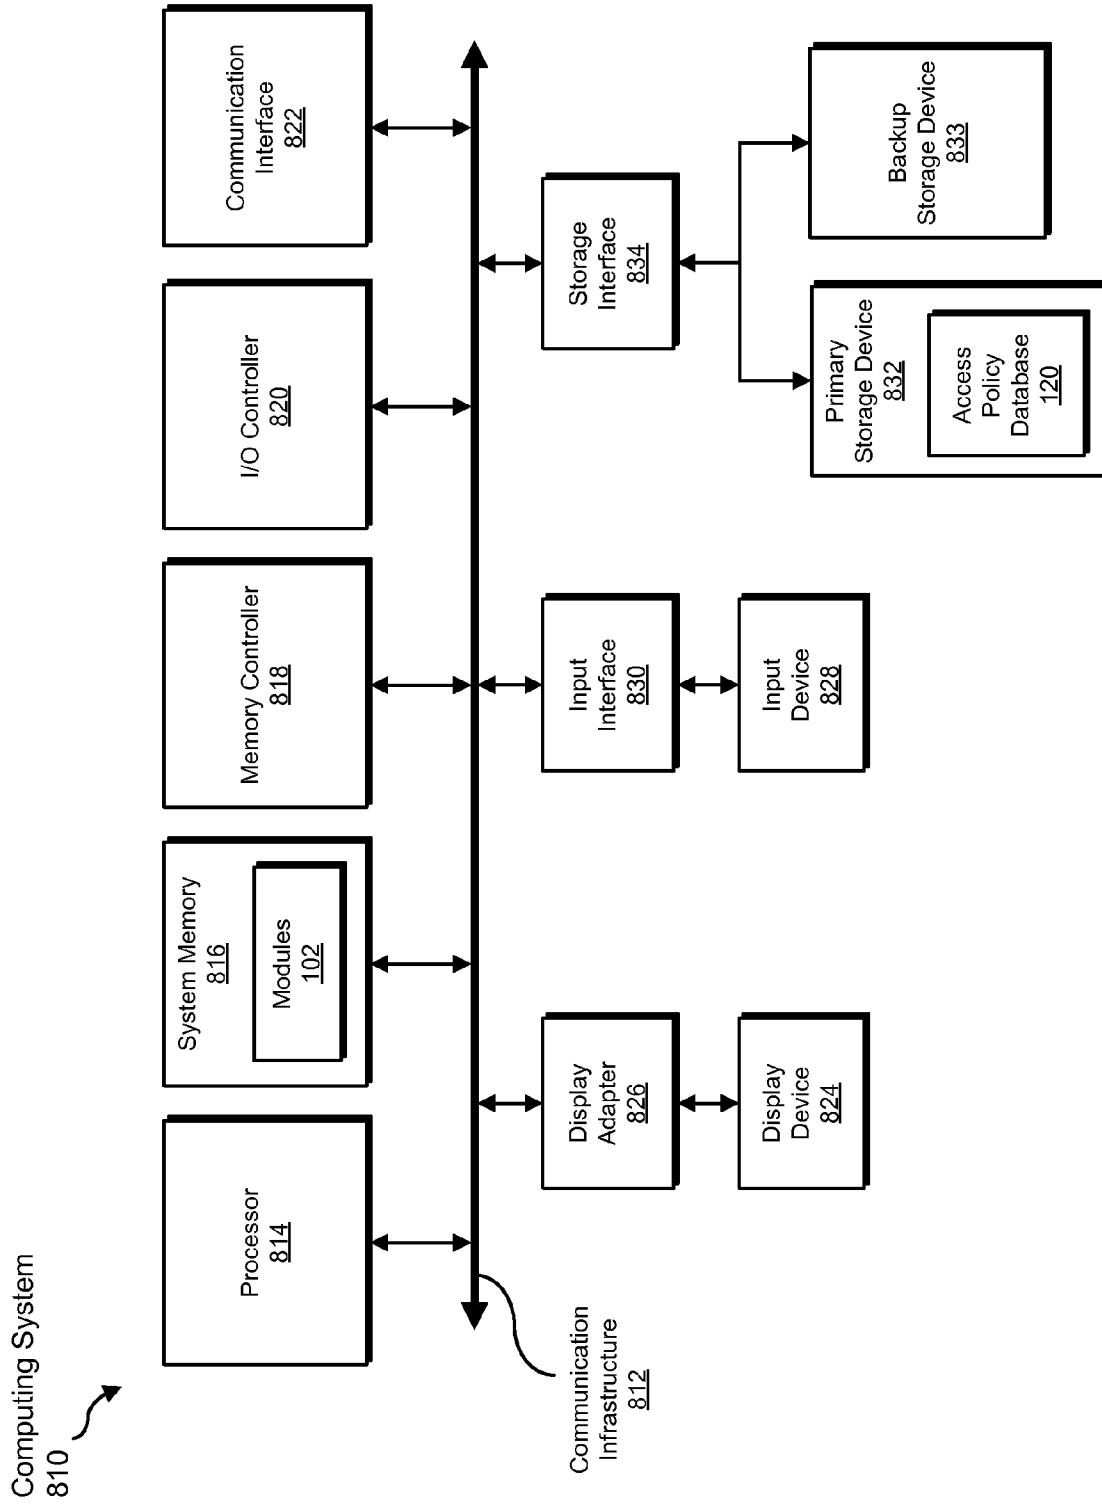 Computing System
810
Processor
814
System Memory
816
Modules
102
Memory Controller
818
I/O Controller
820
Communication
Interface
822
Communication
Infrastructure
812
Display
Adapter
826
Input
Interface
830
Storage
Interface
834
Display
Device
824
Input
Device
828
Primary
Storage Device
832
Access
Policy
Database
120
Backup
Storage Device
833